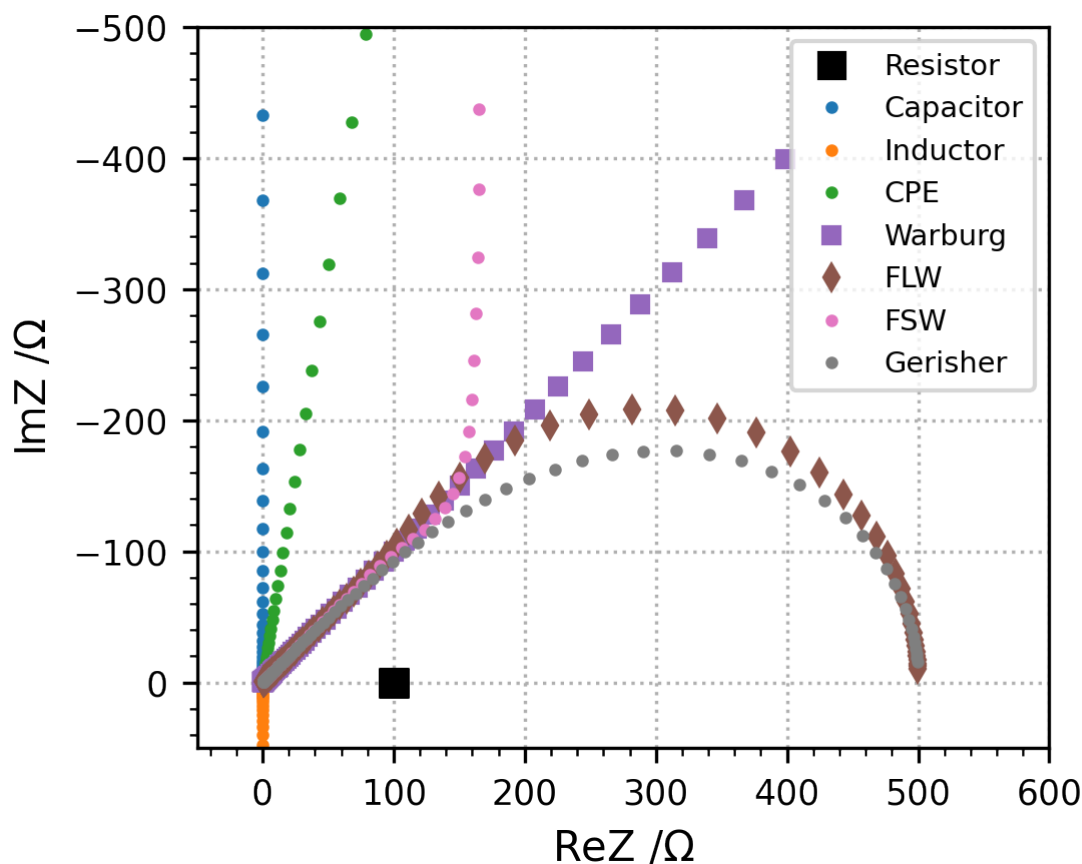 −500
−400
−300
−200
−100
0
ImZ /Ω
Resistor
Capacitor
Inductor
CPE
Warburg
FLW
FSW
Gerisher
0 100 200 300 400 500 600
ReZ /Ω